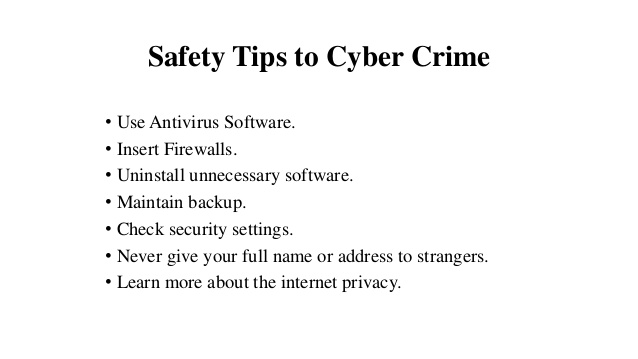 Safety Tips to Cyber Crime
• Use Antivirus Software.
• Insert Firewalls.
• Uninstall unnecessary software.
• Maintain backup.
• Check security settings.
• Never give your full name or address to strangers.
• Learn more about the internet privacy.